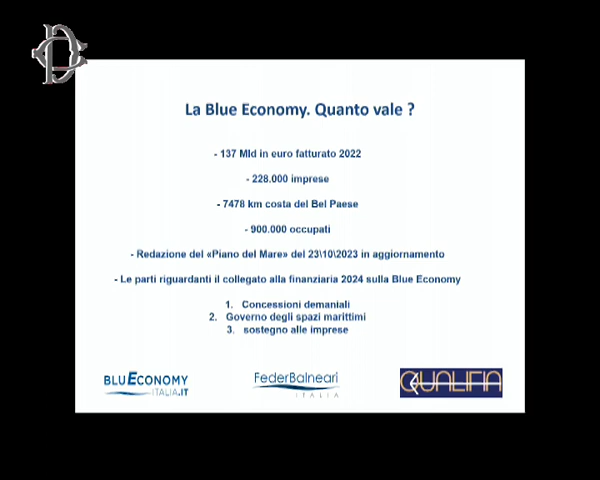 La Blue Economy. Quanto vale ?
- 137 Mld in euro fatturato 2022
- 228.000 imprese
- 7478 km costa del Bel Paese
- 900.000 occupati
- Redazione del «Piano del Mare» del 23\10\2023 in aggiornamento
- Le parti riguardanti il collegato alla finanziaria 2024 sulla Blue Economy
1. Concessioni demaniali
2. Governo degli spazi marittimi
3. sostegno alle imprese
BLUECONOMY
ITALIA.IT
FederBalneari
ITALIA
QUALIFIA